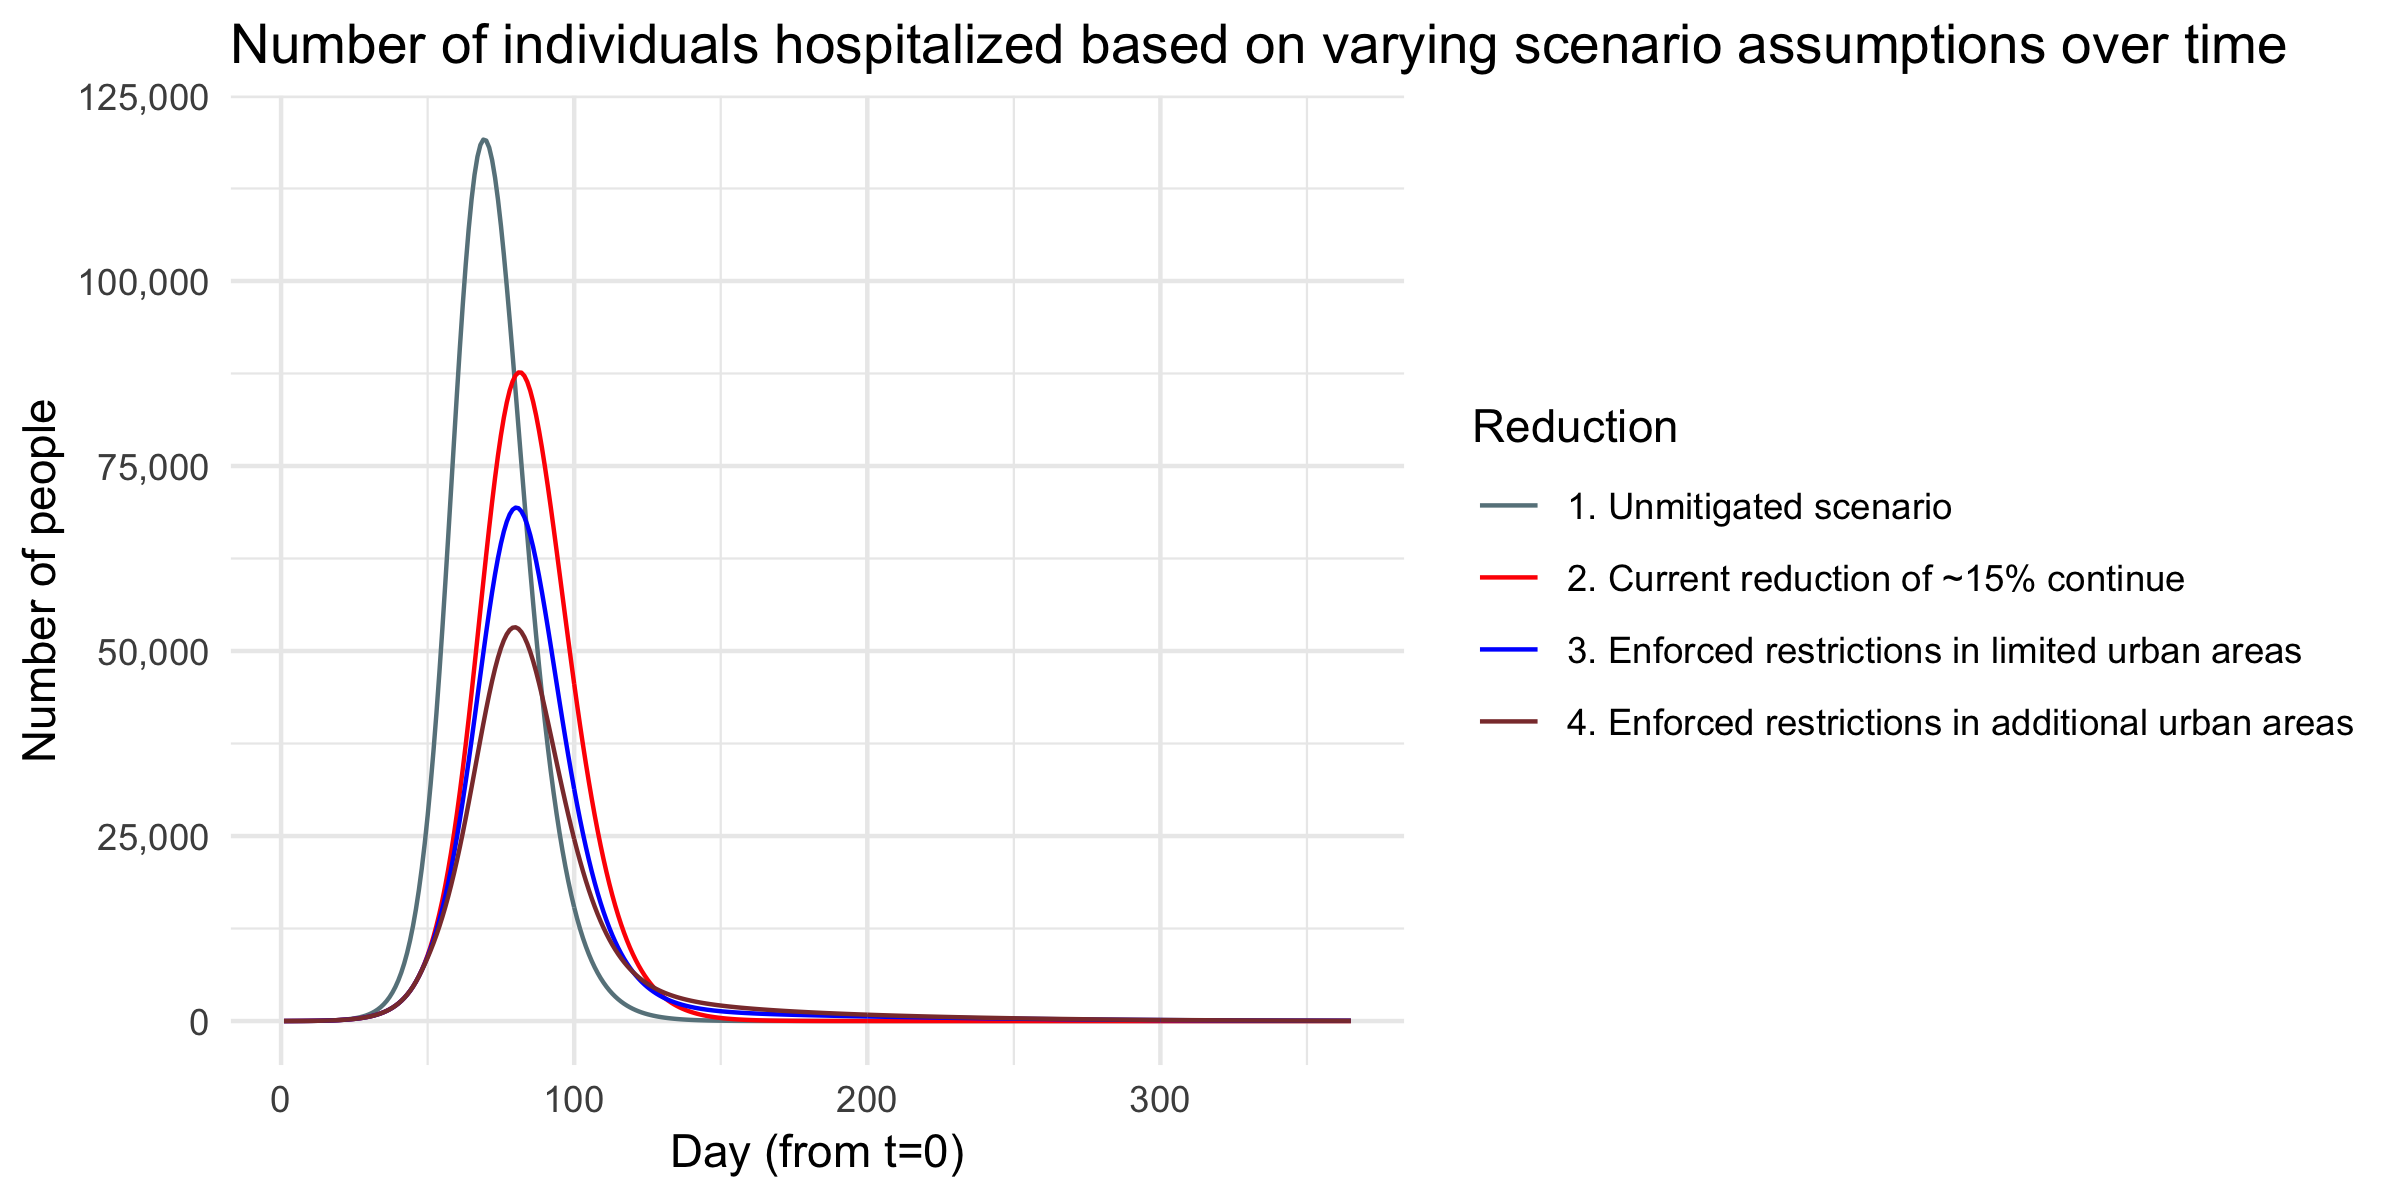 Number of individuals hospitalized based on varying scenario assumptions over time
125,000
100,000
75,000
50,000
25,000
0
Number of people
0
100
200
300
Day (from t=0)
Reduction
1. Unmitigated scenario
2. Current reduction of ~15% continue
3. Enforced restrictions in limited urban areas
4. Enforced restrictions in additional urban areas